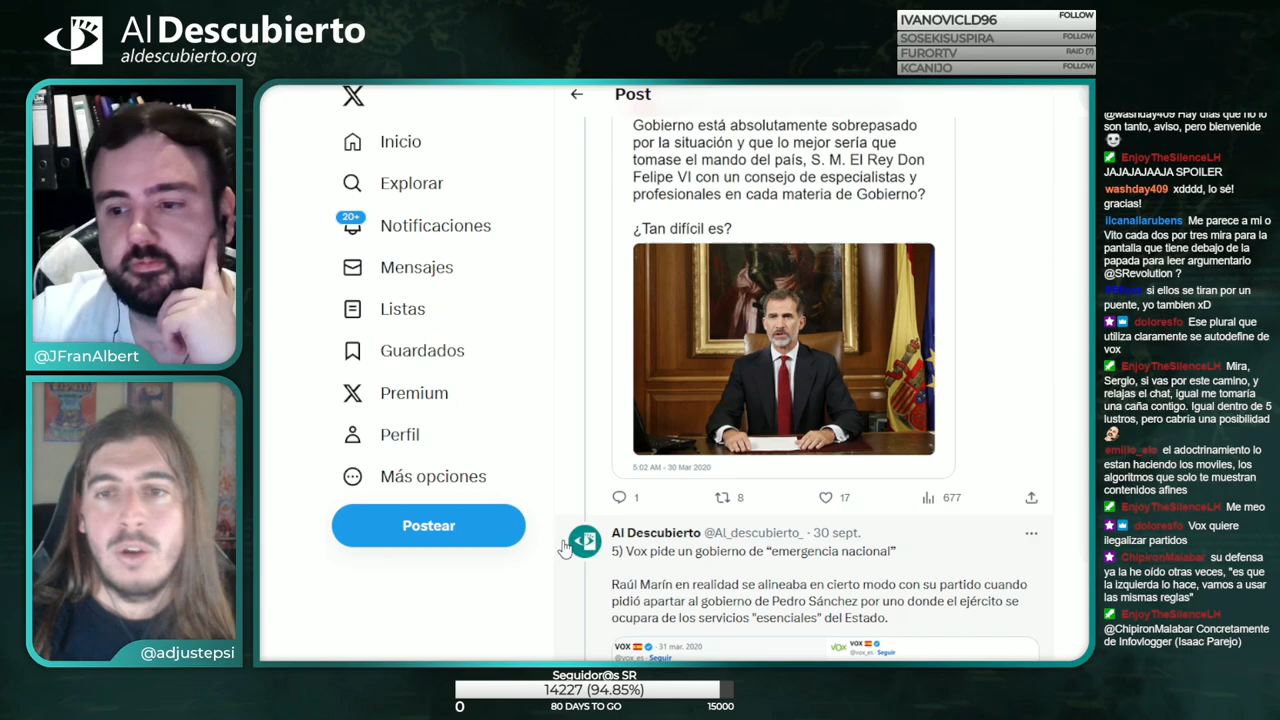 Al Descubierto
aldescubierto.org
IVANOVICLD96 FOLLOW
SOSEKISUSPIRA FOLLOW
FURORTV RAID (7)
KCANIJO FOLLOW
@JFranAlbert
@adjustepsi
Inicio
Explorar
20+
Notificaciones
Mensajes
Listas
Guardados
Premium
Perfil
Más opciones
Postear
Post
Gobierno está absolutamente sobrepasado
por la situación y que lo mejor sería que
tomase el mando del país, S. M. El Rey Don
Felipe VI con un consejo de especialistas y
profesionales en cada materia de Gobierno?
¿Tan difícil es?
5:02 AM - 30 Mar 2020
1 8 17 677
Al Descubierto @Al_descubierto_ · 30 sept.
5) Vox pide un gobierno de “emergencia nacional”
Raúl Marín en realidad se alineaba en cierto modo con su partido cuando
pidió apartar al gobierno de Pedro Sánchez por uno donde el ejército se
ocupara de los servicios "esenciales" del Estado.
VOX · 31 mar. 2020
@vox_es · Seguir
VOX
VOX
@vox_es · Seguir
@washday409 Hay días que no lo
son tanto, aviso, pero bienvenide
EnjoyTheSilenceLH
JAJAJAJAAJA SPOILER
washday409 xdddd, lo sé!
gracias!
ilcanallarubens Me parece a mi o
Vito cada dos por tres mira para la
pantalla que tiene debajo de la
papada para leer argumentario
@SRevolution ?
si ellos se tiran por un
puente, yo tambien xD
doloresfo Ese plural que
utiliza claramente se autodefine de
vox
EnjoyTheSilenceLH Mira,
Sergio, si vas por este camino, y
relajas el chat, igual me tomaría
una caña contigo. Igual dentro de 5
lustros, pero cabría una posibilidad
el adoctrinamiento lo
estan haciendo los moviles, los
algoritmos que solo te muestran
contenidos afines
EnjoyTheSilenceLH Me meo
doloresfo Vox quiere
ilegalizar partidos
ChipironMalabar su defensa
ya la he oído otras veces, "es que
la izquierda lo hace, vamos a usar
las mismas reglas"
EnjoyTheSilenceLH
@ChipironMalabar Concretamente
de Infovlogger (Isaac Parejo)
Seguidor@s SR
14227 (94.85%)
0 80 DAYS TO GO 15000